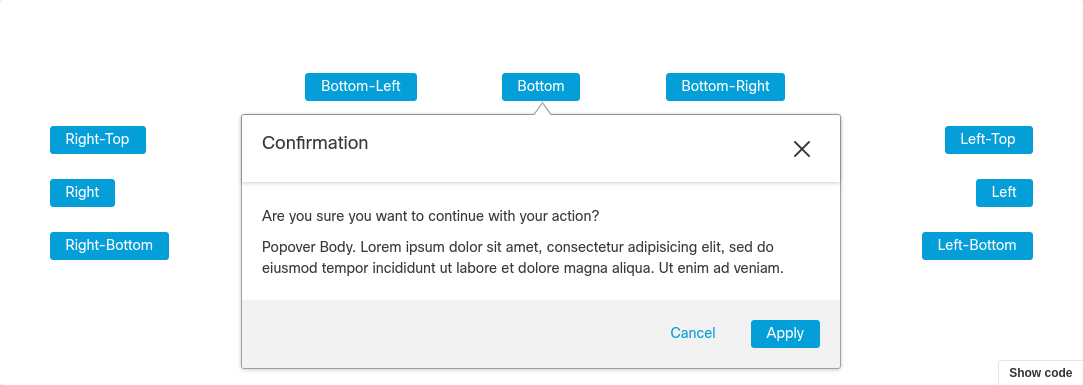 Bottom-Left Bottom Bottom-Right
Right-Top
Left-Top
Right
Left
Right-Bottom
Left-Bottom
Confirmation
Are you sure you want to continue with your action?
Popover Body. Lorem ipsum dolor sit amet, consectetur adipisicing elit, sed do
eiusmod tempor incididunt ut labore et dolore magna aliqua. Ut enim ad veniam.
Cancel Apply
Show code